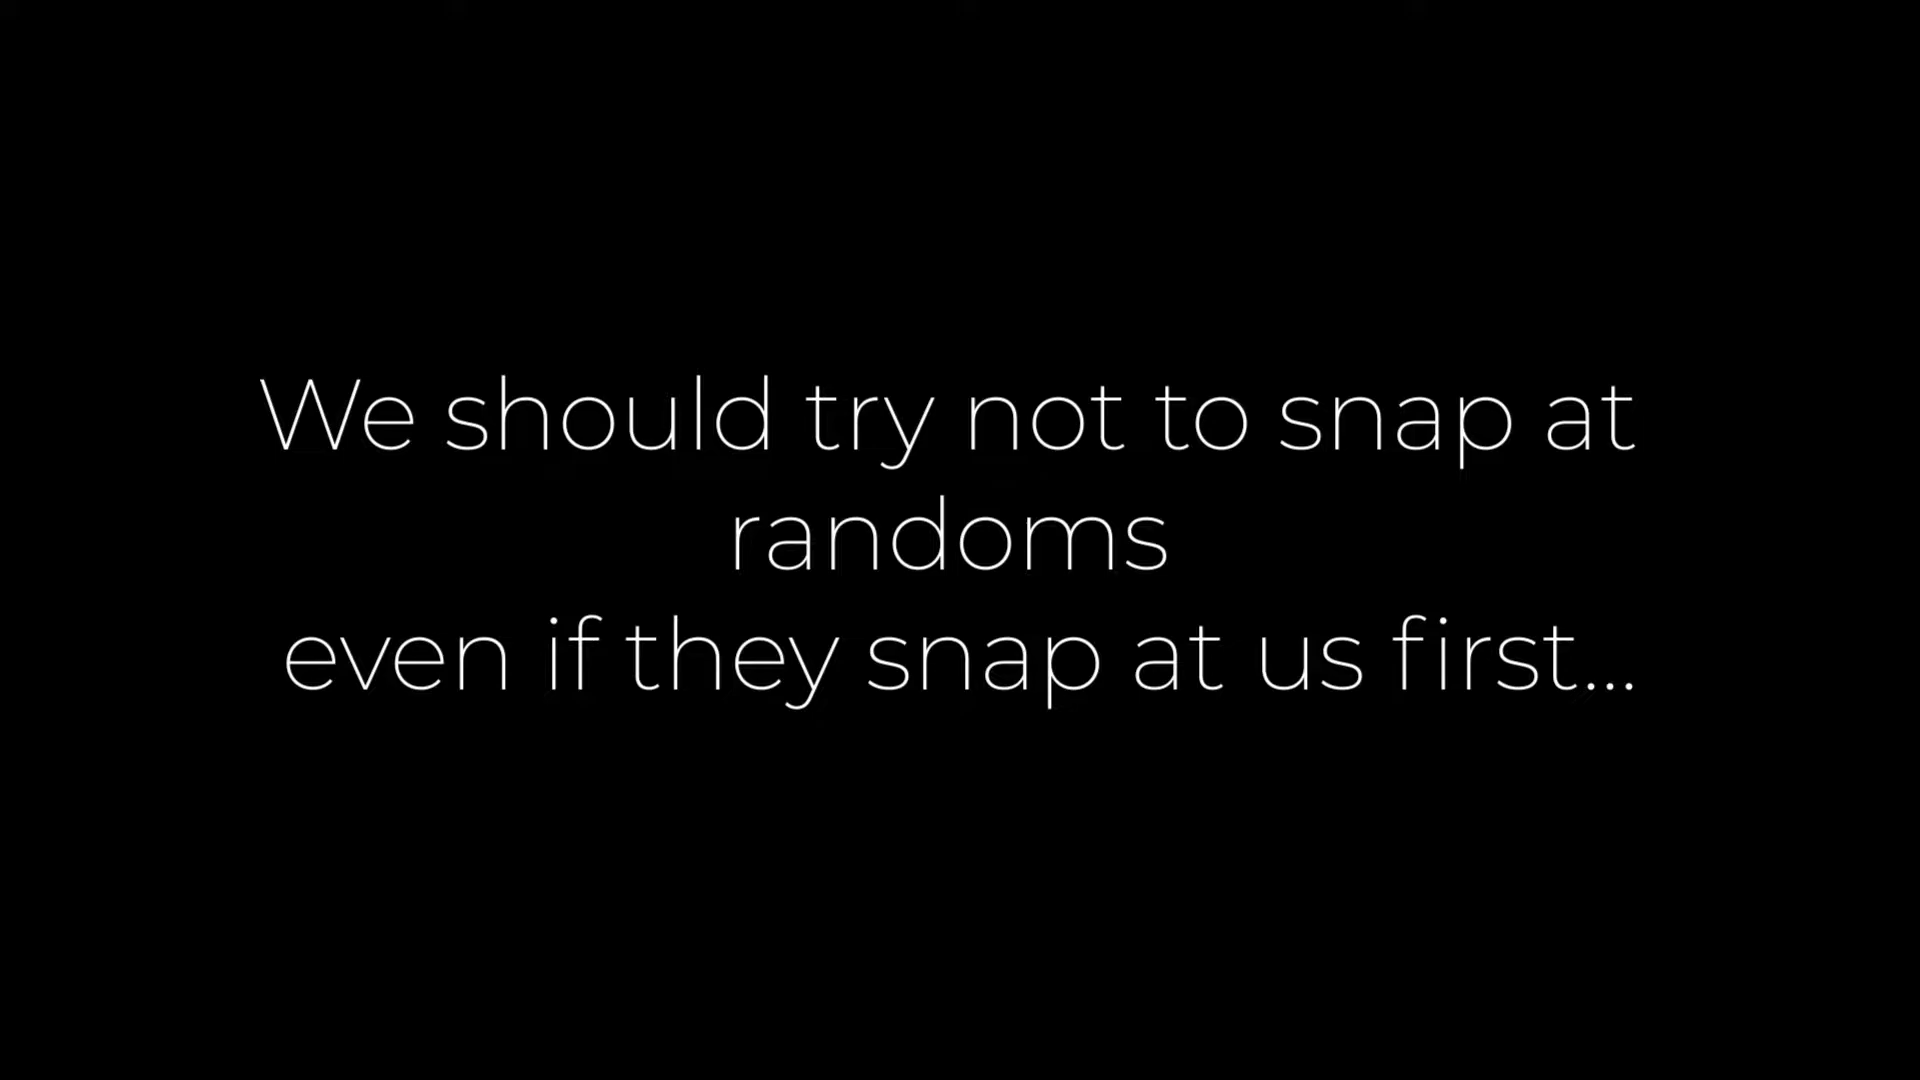 We should try not to snap at
randoms
even if they snap at us first...